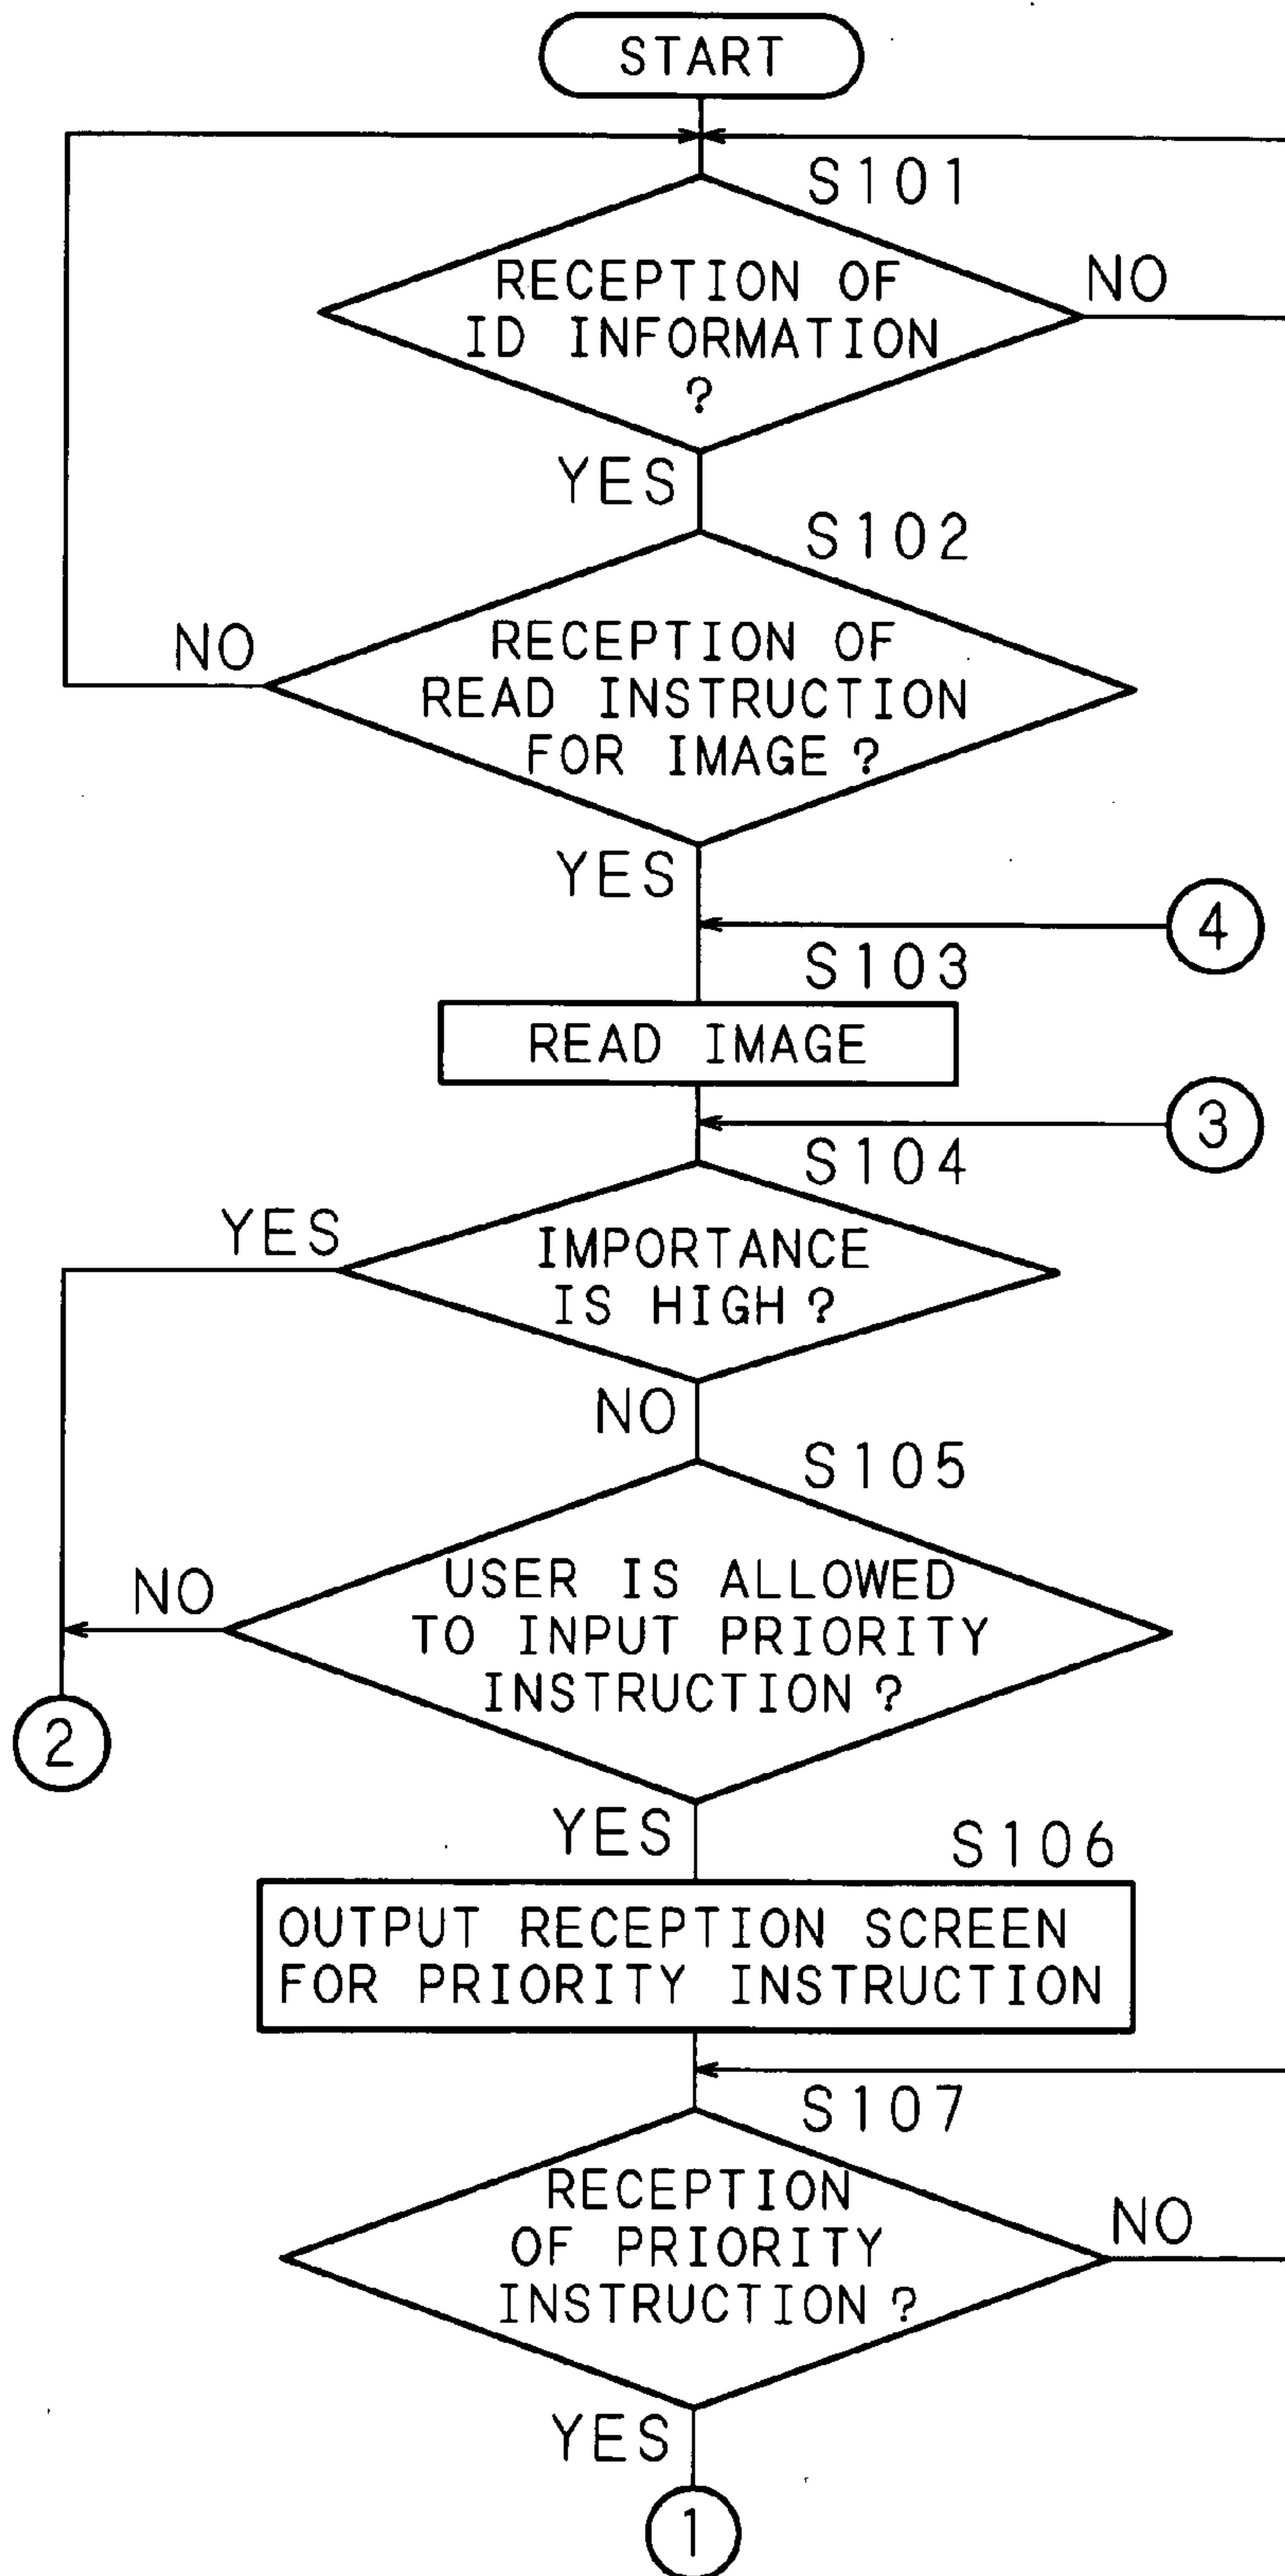 START
S101
RECEPTION OF
ID INFORMATION
?
NO
YES
S102
NO
RECEPTION OF
READ INSTRUCTION
FOR IMAGE ?
YES
4
S103
READ IMAGE
3
S104
YES
IMPORTANCE
IS HIGH ?
NO
S105
NO
USER IS ALLOWED
TO INPUT PRIORITY
INSTRUCTION ?
2
YES
S106
OUTPUT RECEPTION SCREEN
FOR PRIORITY INSTRUCTION
S107
RECEPTION
OF PRIORITY
INSTRUCTION ?
NO
YES
1